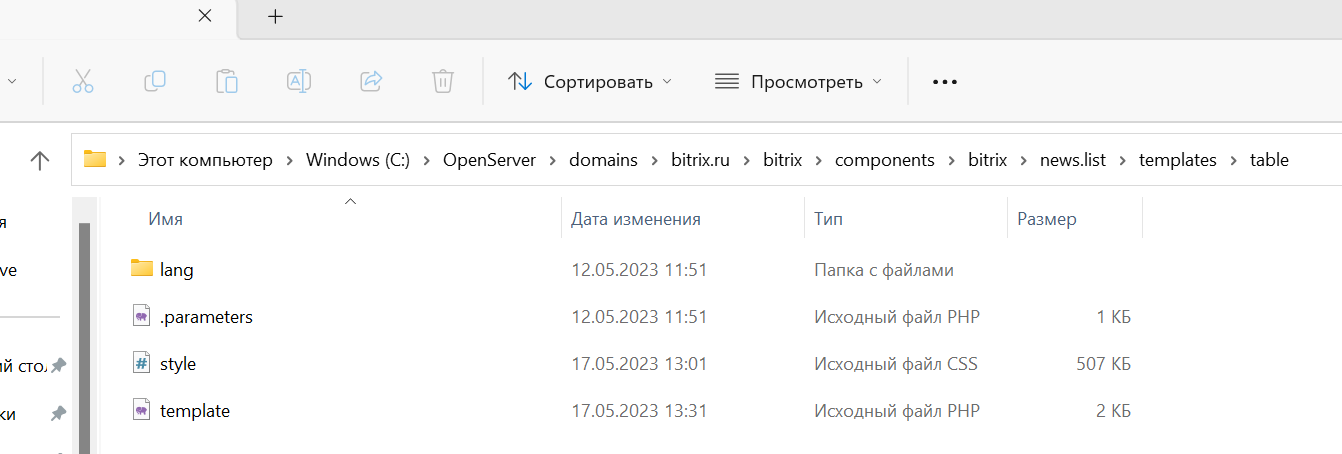 Сортировать Просмотреть
Этот компьютер Windows (C:) OpenServer domains bitrix.ru bitrix components bitrix news.list templates table
Имя Дата изменения Тип Размер
я
lang 12.05.2023 11:51 Папка с файлами
ve
.parameters 12.05.2023 11:51 Исходный файл PHP 1 КБ
style 17.05.2023 13:01 Исходный файл CSS 507 КБ
ий стол
template 17.05.2023 13:31 Исходный файл PHP 2 КБ
ки